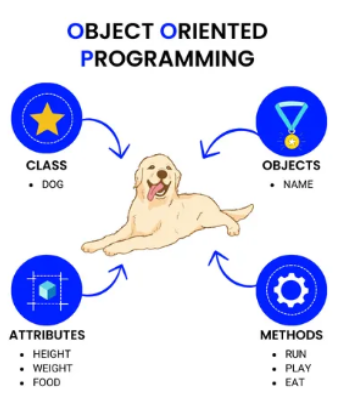 OBJECT ORIENTED
PROGRAMMING
CLASS
• DOG
OBJECTS
• NAME
ATTRIBUTES
• HEIGHT
• WEIGHT
• FOOD
METHODS
• RUN
• PLAY
• EAT